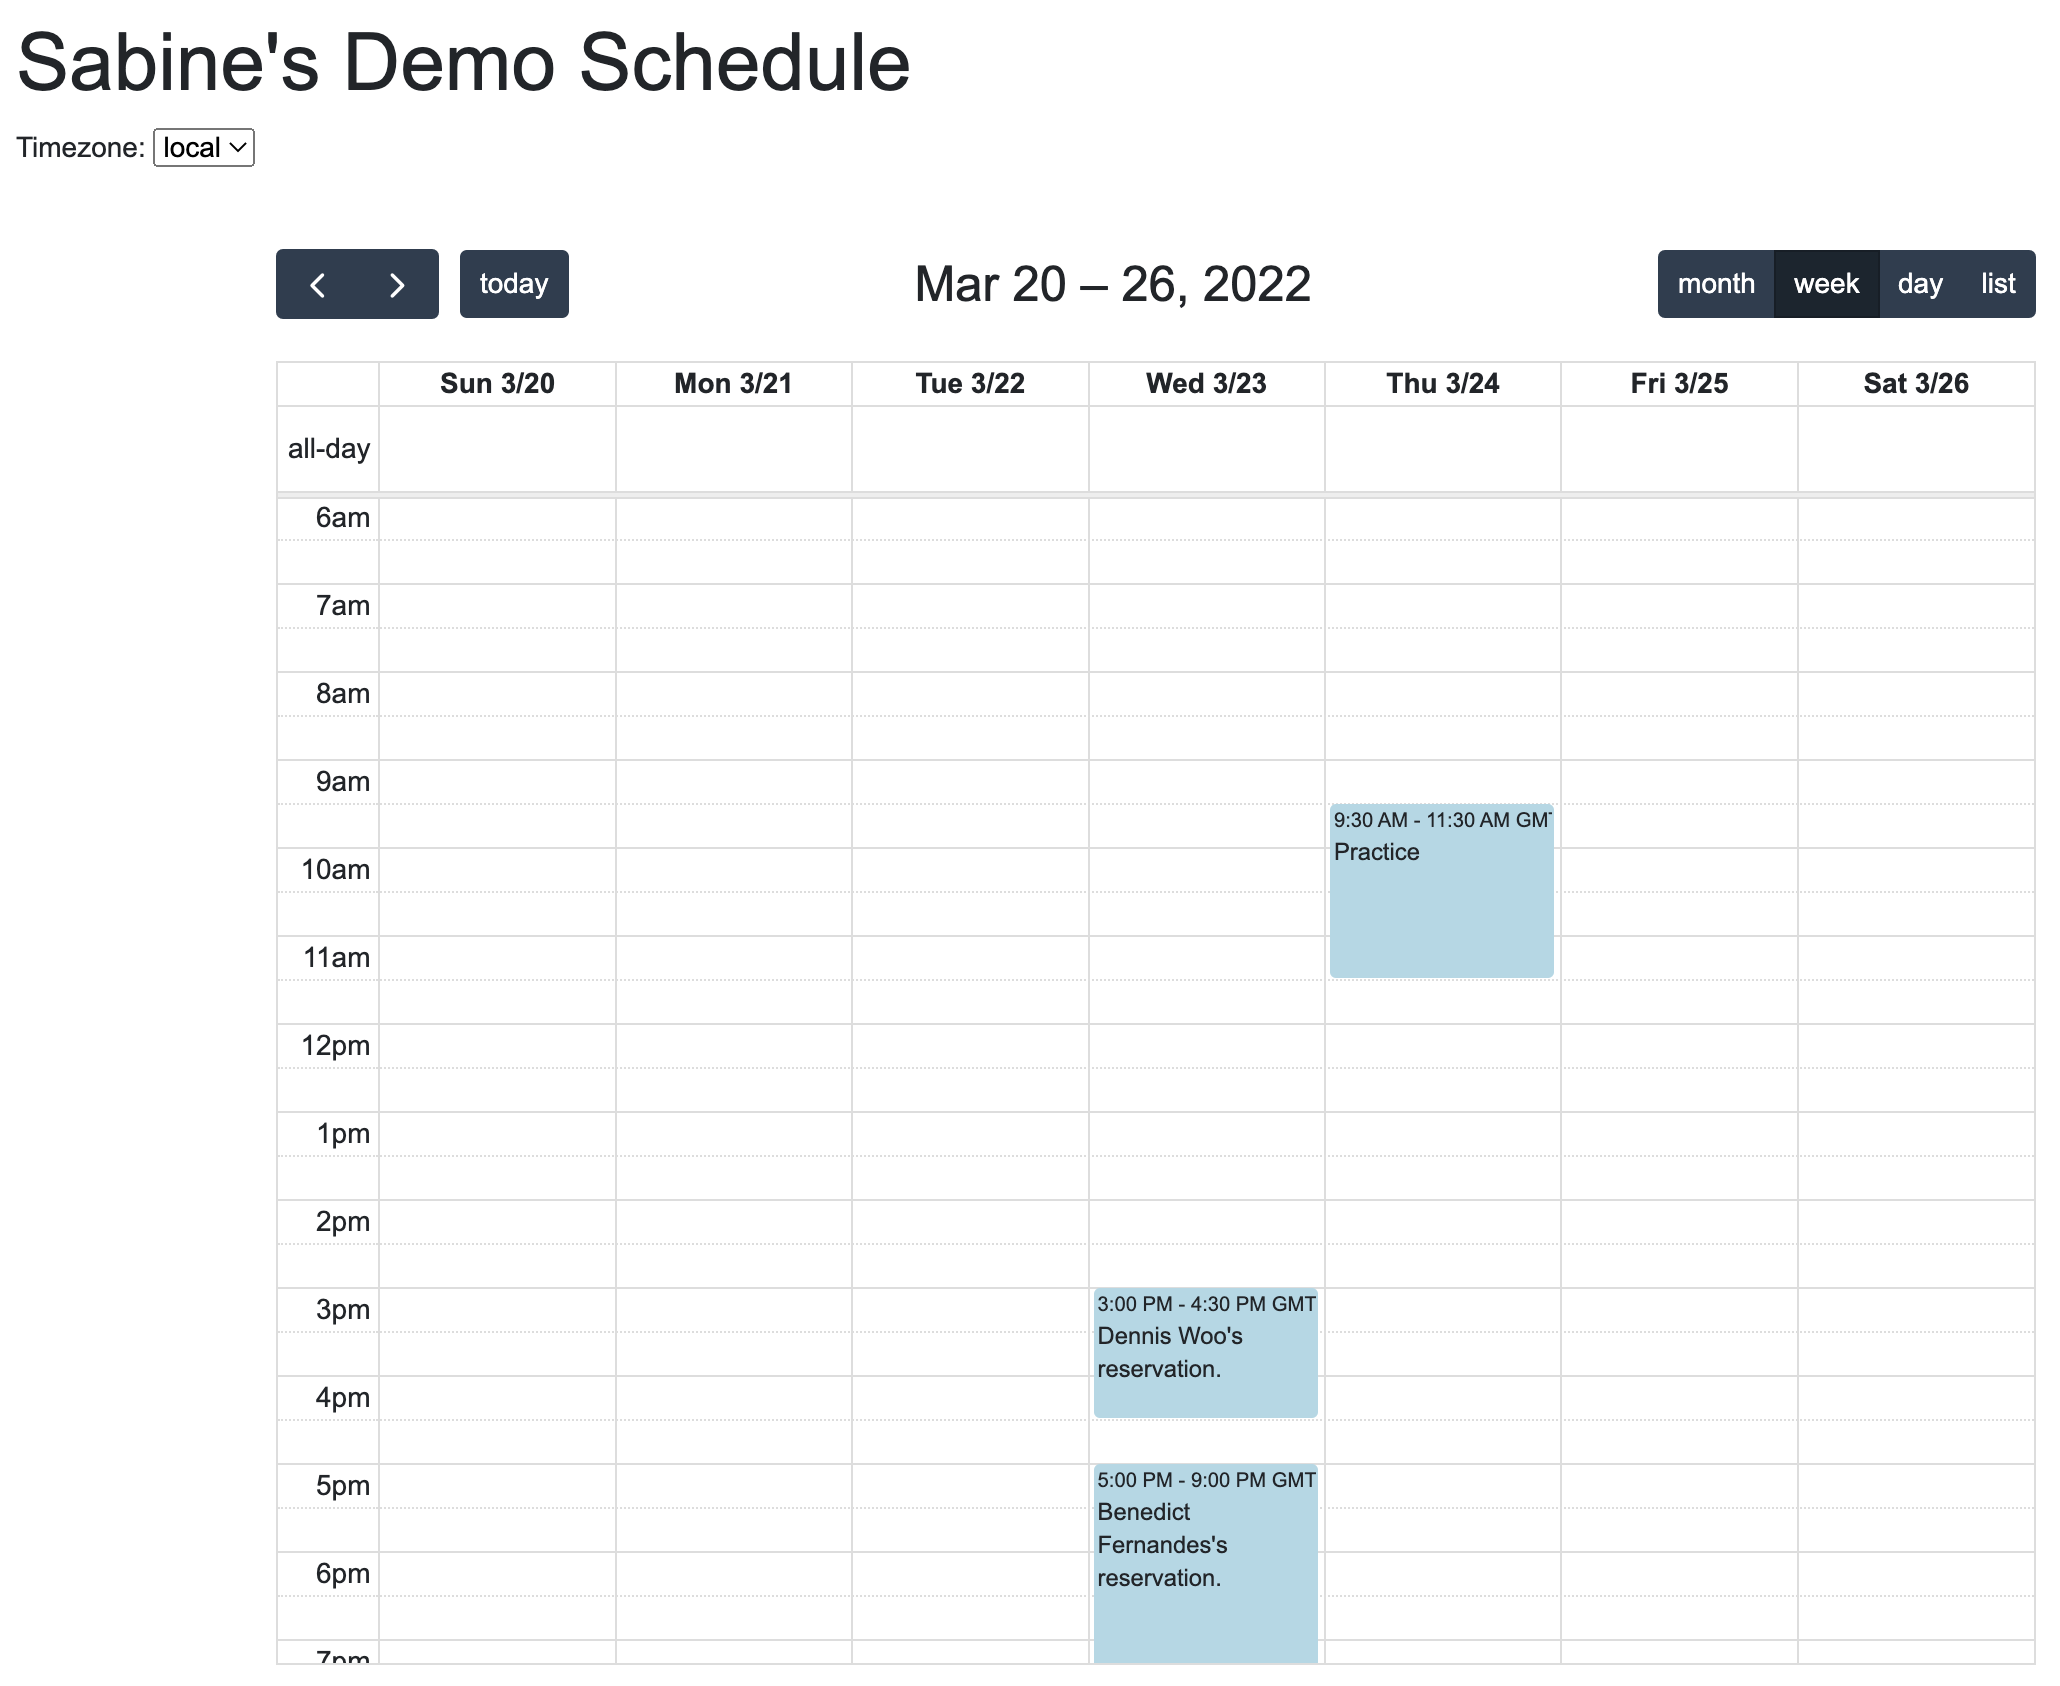 Sabine's Demo Schedule
Timezone: local
today
Mar 20 – 26, 2022
month week day list
Sun 3/20 Mon 3/21 Tue 3/22 Wed 3/23 Thu 3/24 Fri 3/25 Sat 3/26
all-day
6am
7am
8am
9am
9:30 AM - 11:30 AM GMT
Practice
10am
11am
12pm
1pm
2pm
3pm
3:00 PM - 4:30 PM GMT
Dennis Woo's
reservation.
4pm
5pm
5:00 PM - 9:00 PM GMT
Benedict
Fernandes's
reservation.
6pm
7pm